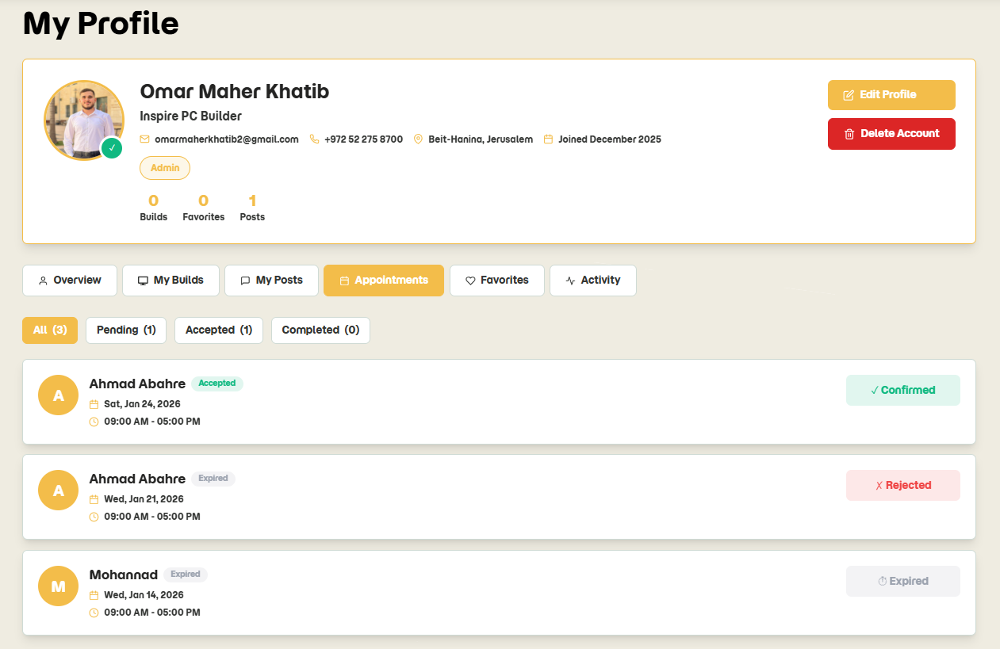 My Profile
Omar Maher Khatib
Inspire PC Builder
omarmaherkhatib2@gmail.com +972 52 275 8700 Beit-Hanina, Jerusalem Joined December 2025
Admin
0 0 1
Builds Favorites Posts
Edit Profile
Delete Account
Overview My Builds My Posts Appointments Favorites Activity
All (3) Pending (1) Accepted (1) Completed (0)
A
Ahmad Abahre Accepted
Sat, Jan 24, 2026
09:00 AM - 05:00 PM
✓ Confirmed
A
Ahmad Abahre Expired
Wed, Jan 21, 2026
09:00 AM - 05:00 PM
✗ Rejected
M
Mohannad Expired
Wed, Jan 14, 2026
09:00 AM - 05:00 PM
⏱ Expired